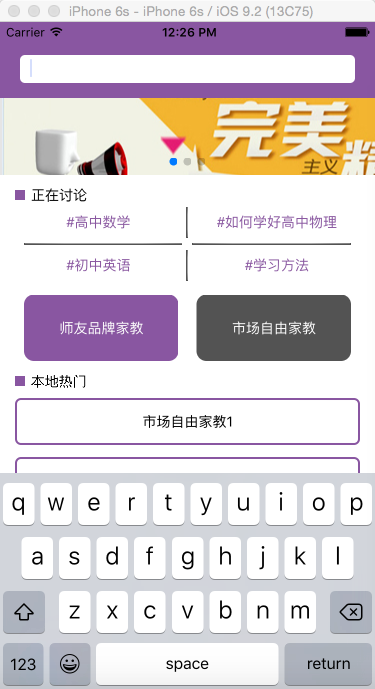 iPhone 6s - iPhone 6s / iOS 9.2 (13C75)
Carrier 12:26 PM
完美
主义
正在讨论
#高中数学 #如何学好高中物理
#初中英语 #学习方法
师友品牌家教 市场自由家教
本地热门
市场自由家教1
q w e r t y u i o p
a s d f g h j k l
z x c v b n m
123 space return